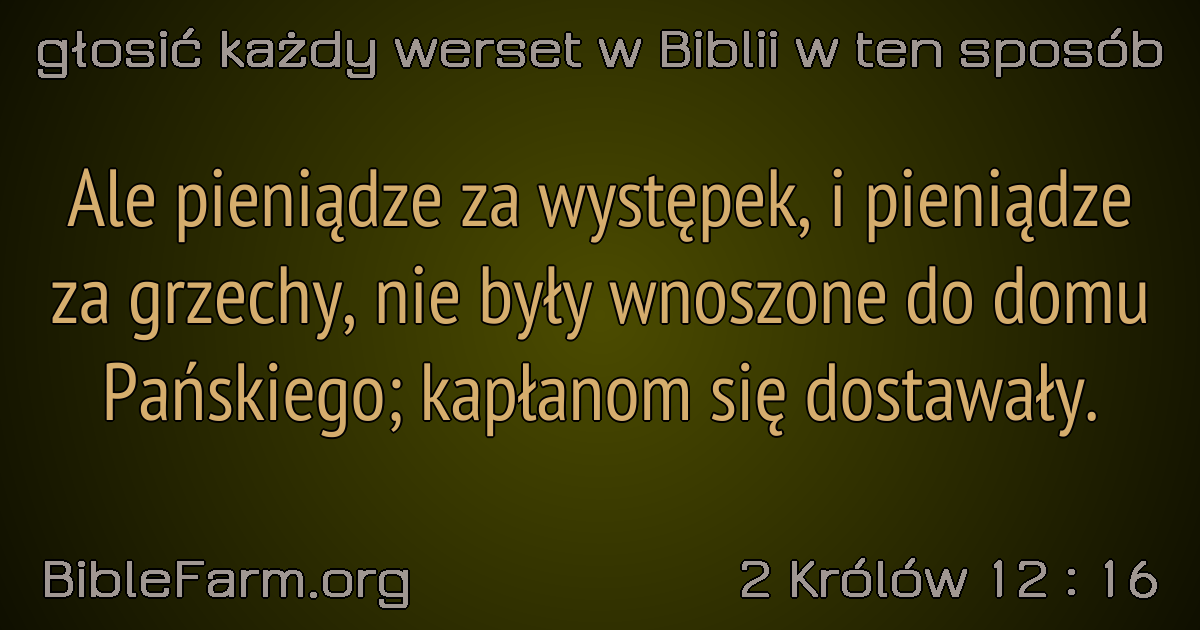 głosić każdy werset w Biblii w ten sposób
Ale pieniądze za występek, i pieniądze
za grzechy, nie były wnoszone do domu
Pańskiego; kapłanom się dostawały.
BibleFarm.org
2 Królów 12 : 16